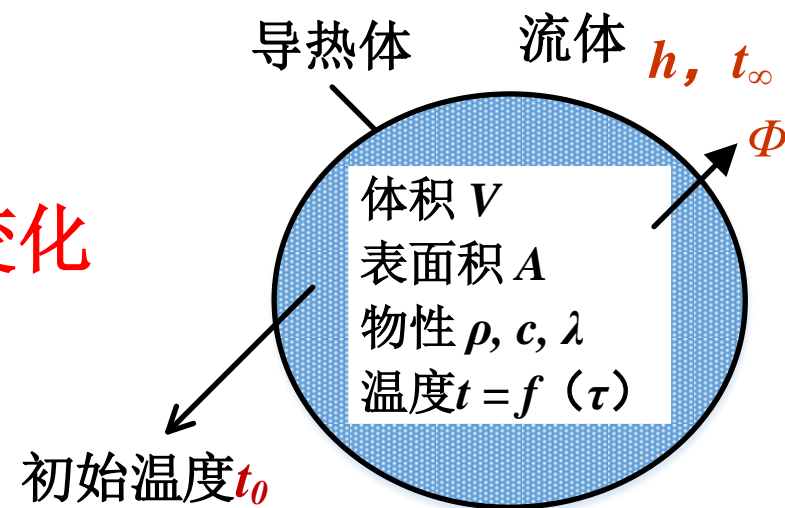 导热体
流体
h，t∞
Φ
变化
体积 V
表面积 A
物性 ρ, c, λ
温度t = f（τ）
初始温度t₀